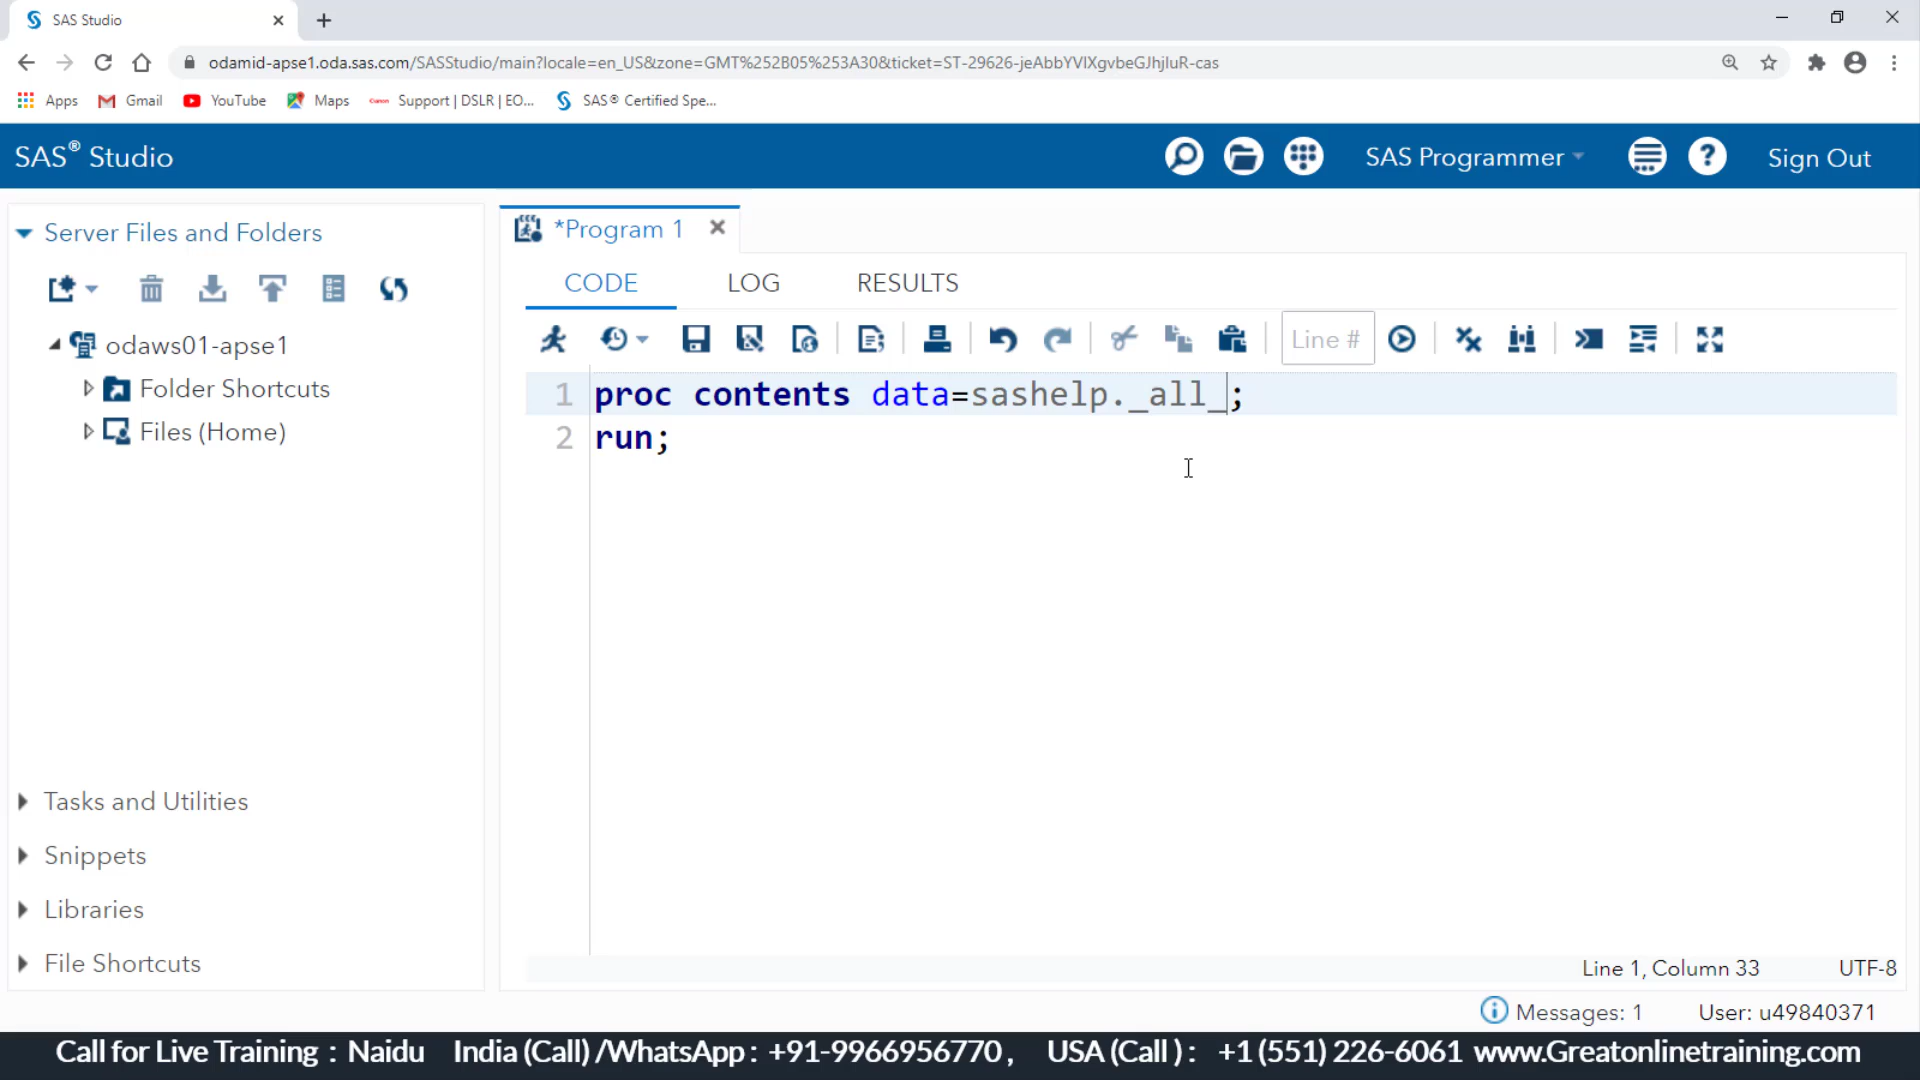 SAS Studio
odamid-apse1.oda.sas.com/SASStudio/main?locale=en_US&zone=GMT%252B05%253A30&ticket=ST-29626-jeAbbYVIXgvbeGJhjluR-cas
Apps Gmail YouTube Maps Canon Support | DSLR | EO... SAS® Certified Spe...
SAS® Studio SAS Programmer Sign Out
Server Files and Folders
odaws01-apse1
Folder Shortcuts
Files (Home)
Tasks and Utilities
Snippets
Libraries
File Shortcuts
*Program 1
CODE LOG RESULTS
Line #
1 proc contents data=sashelp._all_;
2 run;
Line 1, Column 33 UTF-8
Messages: 1 User: u49840371
Call for Live Training : Naidu India (Call) /WhatsApp : +91-9966956770 , USA (Call ) : +1 (551) 226-6061 www.Greatonlinetraining.com